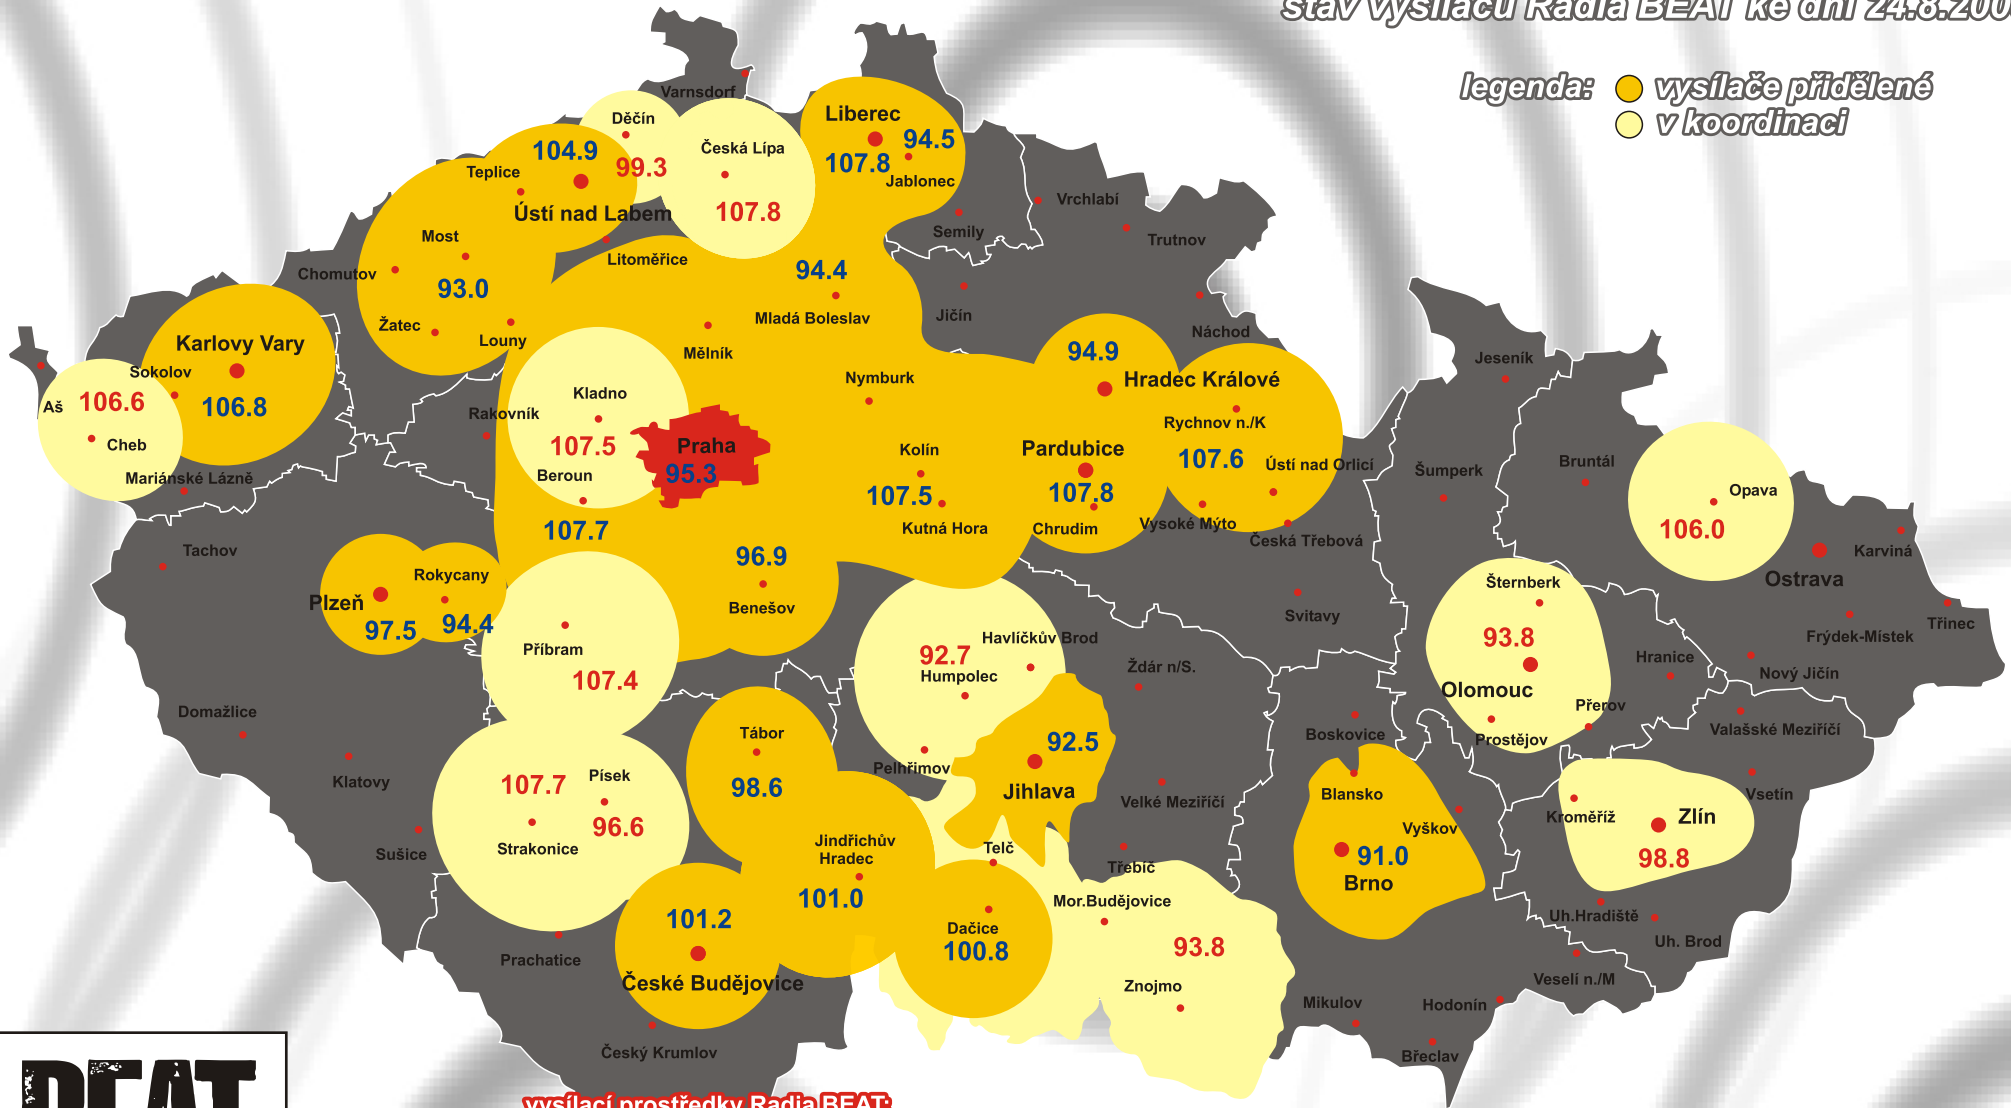 stav vysílačů Radia BEAT ke dni 24.8.200
legenda:
vysílače přidělené
v koordinaci
Varnsdorf
Děčín
99.3
Česká Lípa
107.8
Liberec
94.5
107.8
Jablonec
104.9
Teplice
Ústí nad Labem
Most
Chomutov
93.0
Žatec
Louny
Litoměřice
Semily
Vrchlabí
Trutnov
94.4
Mladá Boleslav
Jičín
Náchod
Mělník
Karlovy Vary
Sokolov
106.8
Aš
106.6
Cheb
Mariánské Lázně
Kladno
107.5
Beroun
107.7
Rakovník
Praha
95.3
Nymburk
Kolín
107.5
Kutná Hora
94.9
Hradec Králové
Rychnov n./K
107.6
Ústí nad Orlicí
Pardubice
107.8
Chrudim
Vysoké Mýto
Česká Třebová
Jeseník
Šumperk
Bruntál
Opava
106.0
Karviná
Ostrava
Třinec
Frýdek-Místek
Nový Jičín
Tachov
Rokycany
Plzeň
97.5
94.4
96.9
Benešov
Příbram
107.4
Svitavy
Šternberk
93.8
Olomouc
Hranice
Přerov
Prostějov
Valašské Meziříčí
Havlíčkův Brod
92.7
Humpolec
Ždár n/S.
Pelhřimov
92.5
Jihlava
Velké Meziříčí
Boskovice
Blansko
Vyškov
91.0
Brno
Kroměříž
Zlín
98.8
Vsetín
Domažlice
Klatovy
Sušice
107.7
Písek
96.6
Strakonice
Tábor
98.6
Jindřichův
Hradec
101.0
101.2
České Budějovice
Telč
Třebíč
Mor.Budějovice
Dačice
100.8
93.8
Znojmo
Uh.Hradiště
Uh. Brod
Veselí n./M
Hodonín
Mikulov
Břeclav
Prachatice
Český Krumlov
BEAT
vysílací prostředky Radia BEAT: